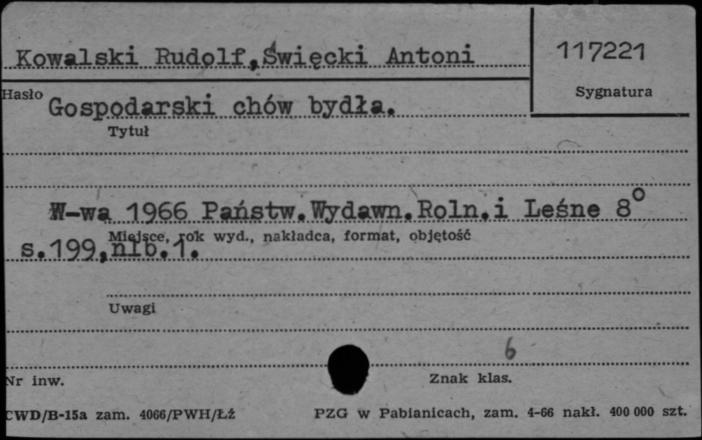 Kowalski Rudolf,Święcki Antoni
117221
Hasło
Sygnatura
Gospodarski chów bydła.
Tytuł
W-wa 1966 Państw.Wydawn.Roln.i Leśne 8°
Miejsce, rok wyd., nakładca, format, objętość
s.199,nlb.1.
Uwagi
6
Nr inw.
Znak klas.
CWD/B-15a zam. 4066/PWH/ŁŻ
PZG w Pabianicach, zam. 4-66 nakł. 400 000 szt.